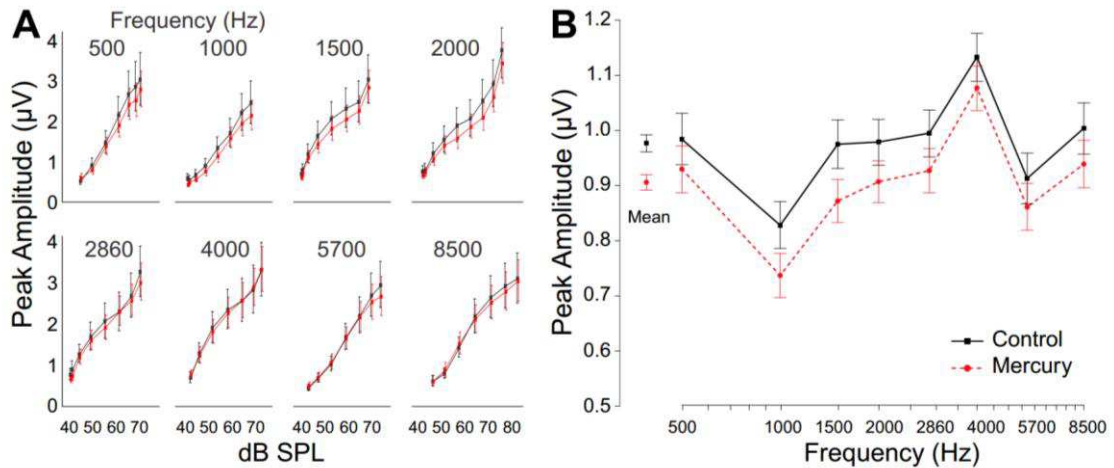 A
Frequency (Hz)
500 1000 1500 2000
4
3
2
1
0
Peak Amplitude (µV)
2860 4000 5700 8500
4
3
2
1
0
40 50 60 70 40 50 60 70 40 50 60 70 40 50 60 70 80
dB SPL
B
1.2
1.1
1.0
0.9
0.8
0.7
0.6
0.5
Peak Amplitude (µV)
Mean
Control
Mercury
500 1000 1500 2000 2860 4000 5700 8500
Frequency (Hz)